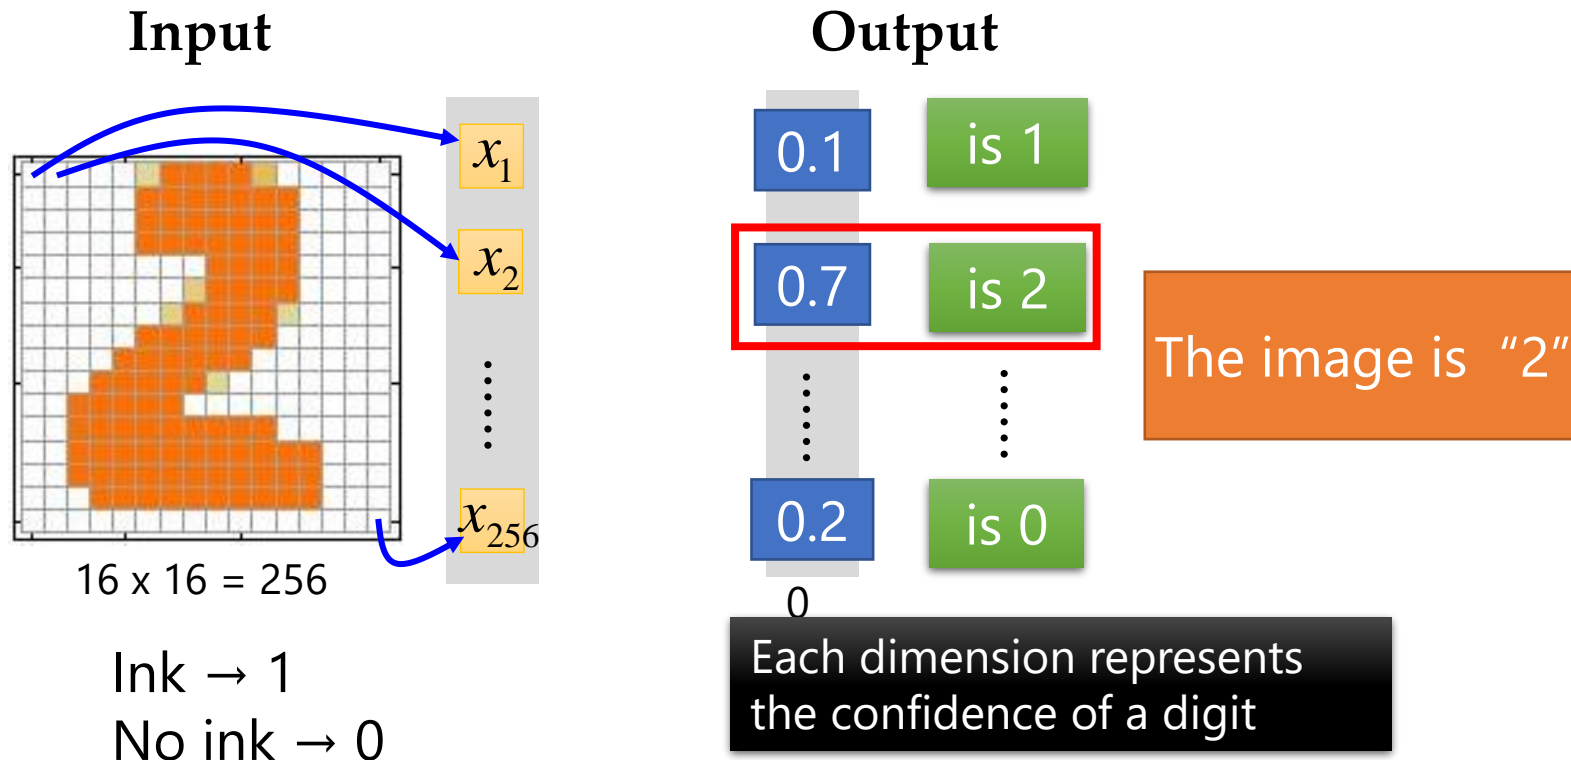 Input
x1
x2
x256
16 x 16 = 256
Ink → 1
No ink → 0
Output
0.1 is 1
0.7 is 2
0.2 is 0
0
The image is “2”
Each dimension represents
the confidence of a digit